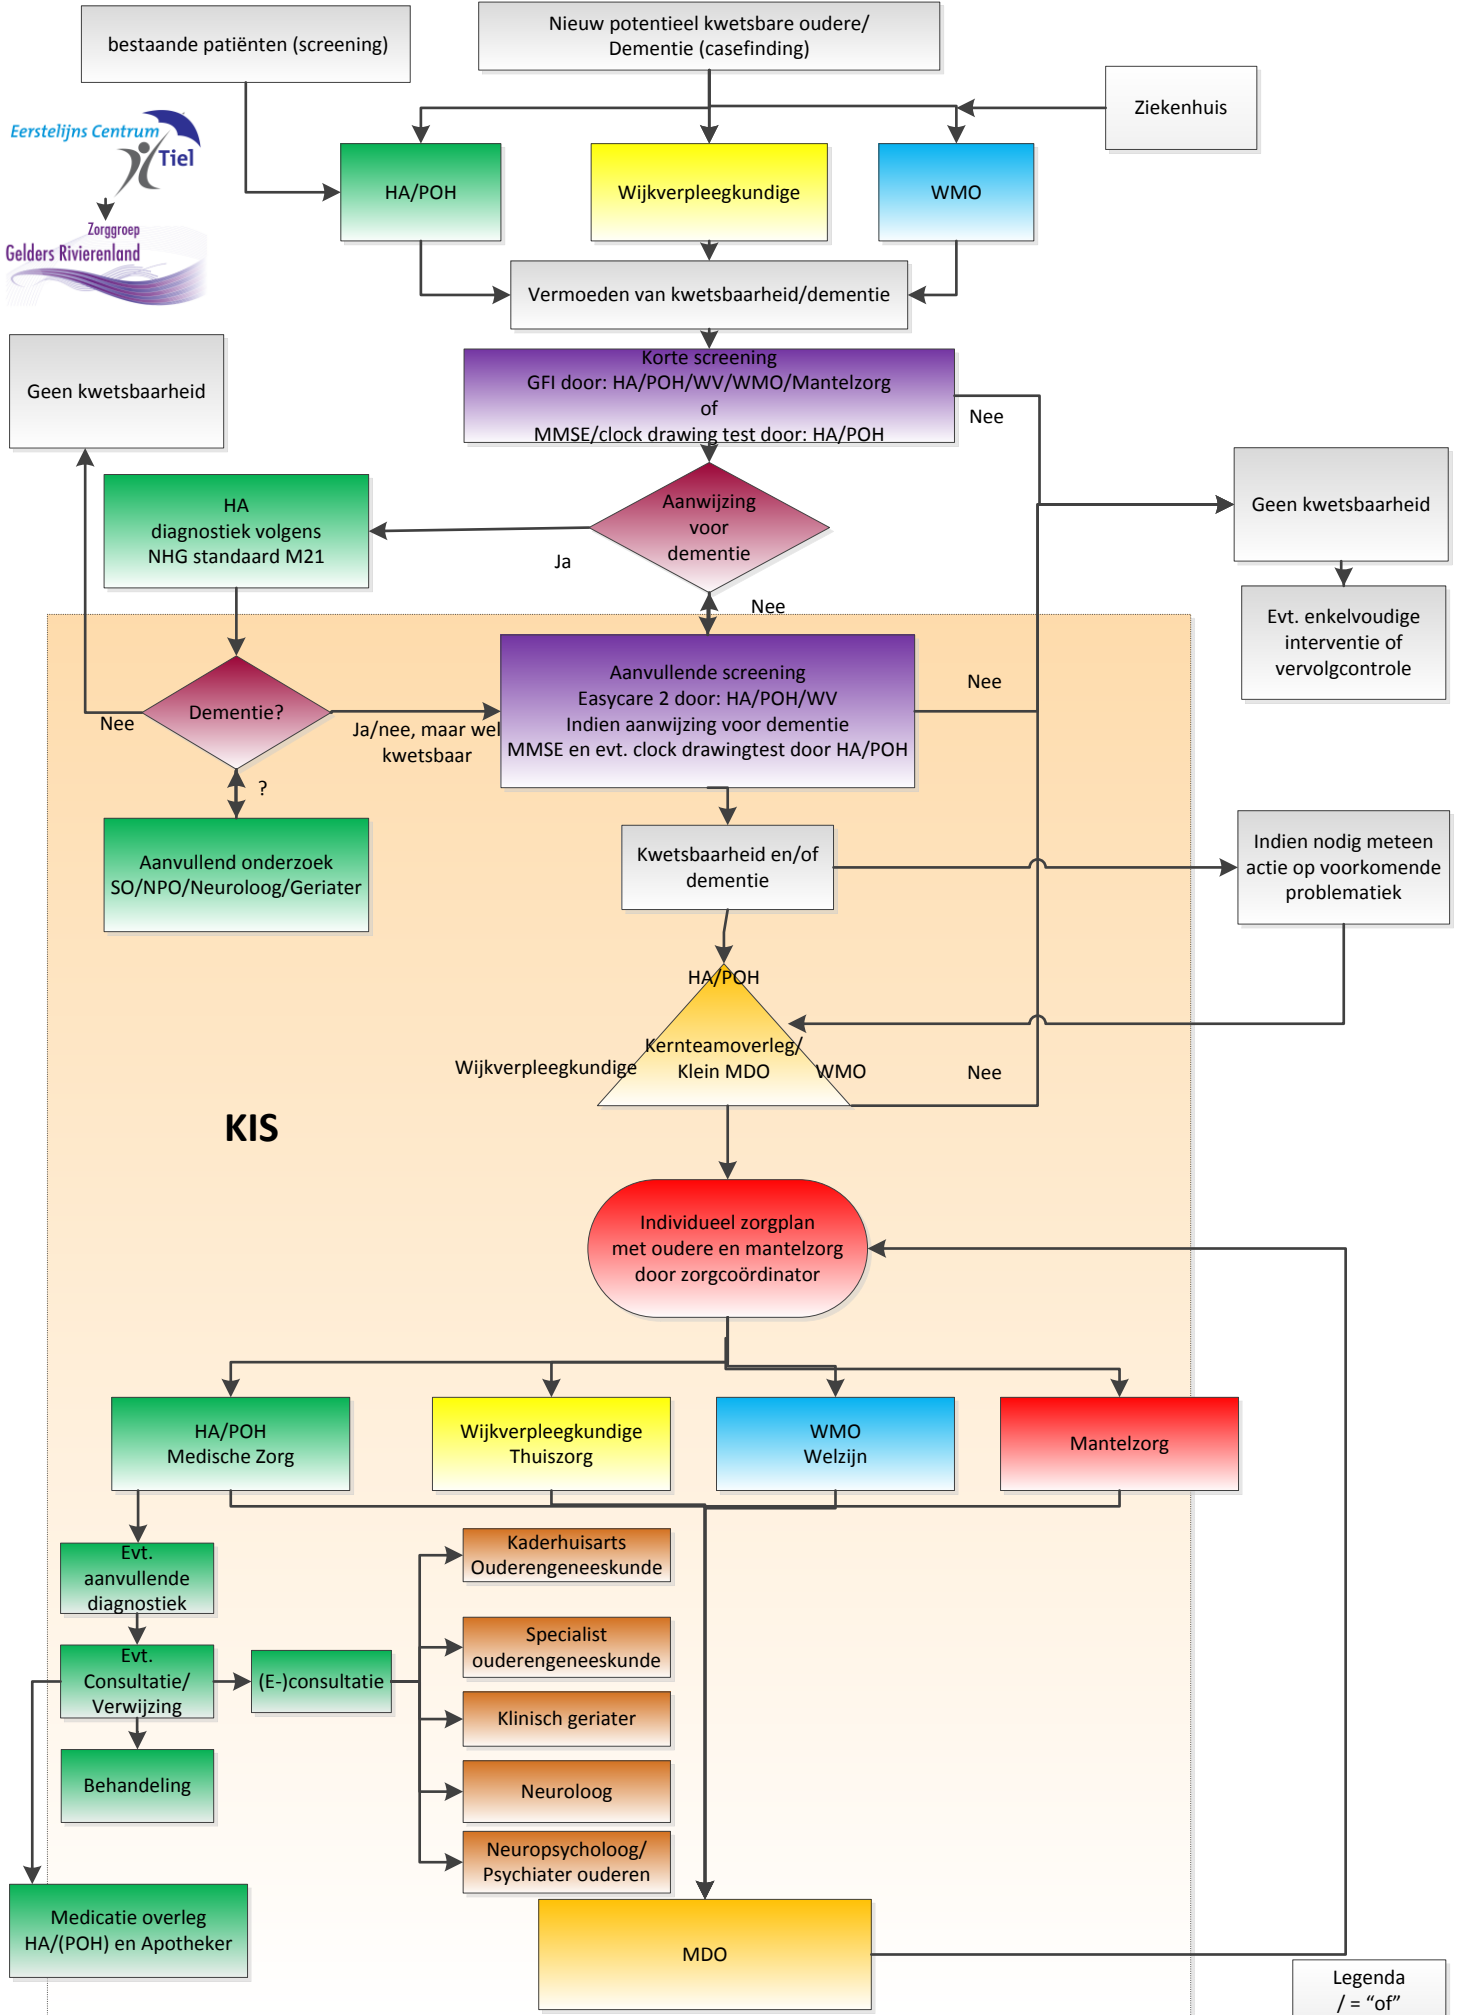 bestaande patiënten (screening)
Nieuw potentieel kwetsbare oudere/
Dementie (casefinding)
Ziekenhuis
Eerstelijns Centrum
Tiel
Zorggroep
Gelders Rivierenland
HA/POH
Wijkverpleegkundige
WMO
Vermoeden van kwetsbaarheid/dementie
Korte screening
GFI door: HA/POH/WV/WMO/Mantelzorg
of
MMSE/clock drawing test door: HA/POH
Nee
Geen kwetsbaarheid
Aanwijzing
voor
dementie
Ja
Nee
HA
diagnostiek volgens
NHG standaard M21
Geen kwetsbaarheid
Evt. enkelvoudige
interventie of
vervolgcontrole
Dementie?
Nee
Ja/nee, maar wel
kwetsbaar
?
Aanvullende screening
Easycare 2 door: HA/POH/WV
Indien aanwijzing voor dementie
MMSE en evt. clock drawingtest door HA/POH
Nee
Aanvullend onderzoek
SO/NPO/Neuroloog/Geriater
Kwetsbaarheid en/of
dementie
Indien nodig meteen
actie op voorkomende
problematiek
HA/POH
Kernteamoverleg/
Klein MDO
Wijkverpleegkundige
WMO
Nee
KIS
Individueel zorgplan
met oudere en mantelzorg
door zorgcoördinator
HA/POH
Medische Zorg
Wijkverpleegkundige
Thuiszorg
WMO
Welzijn
Mantelzorg
Evt.
aanvullende
diagnostiek
Evt.
Consultatie/
Verwijzing
(E-)consultatie
Behandeling
Kaderhuisarts
Ouderengeneeskunde
Specialist
ouderengeneeskunde
Klinisch geriater
Neuroloog
Neuropsycholoog/
Psychiater ouderen
Medicatie overleg
HA/(POH) en Apotheker
MDO
Legenda
/ = “of”